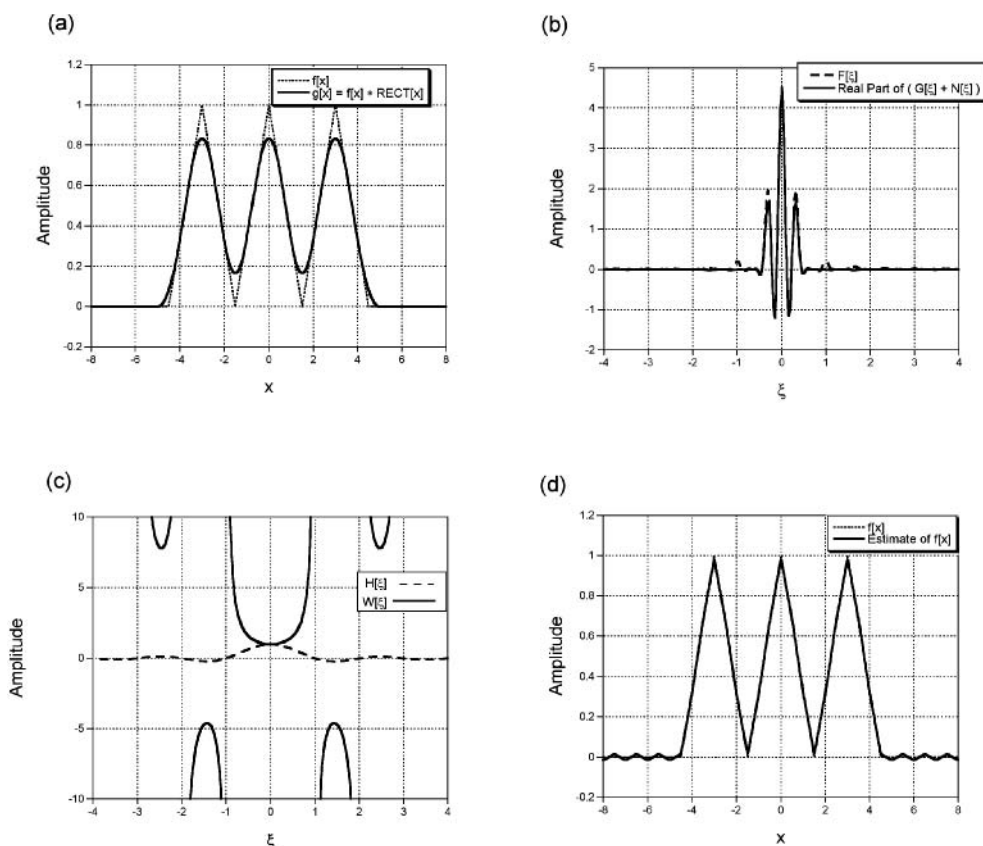 (a)
1.2
1
0.8
0.6
0.4
0.2
0
-0.2
Amplitude
f[x]
g[x] = f[x] * RECT[x]
-8 -6 -4 -2 0 2 4 6 8
x
(b)
5
4
3
2
1
0
-1
-2
Amplitude
F[ξ]
Real Part of ( G[ξ] + N[ξ] )
-4 -3 -2 -1 0 1 2 3 4
ξ
(c)
10
5
0
-5
-10
Amplitude
H[ξ]
W[ξ]
-4 -3 -2 -1 0 1 2 3 4
ξ
(d)
1.2
1
0.8
0.6
0.4
0.2
0
-0.2
Amplitude
f[x]
Estimate of f[x]
-8 -6 -4 -2 0 2 4 6 8
x